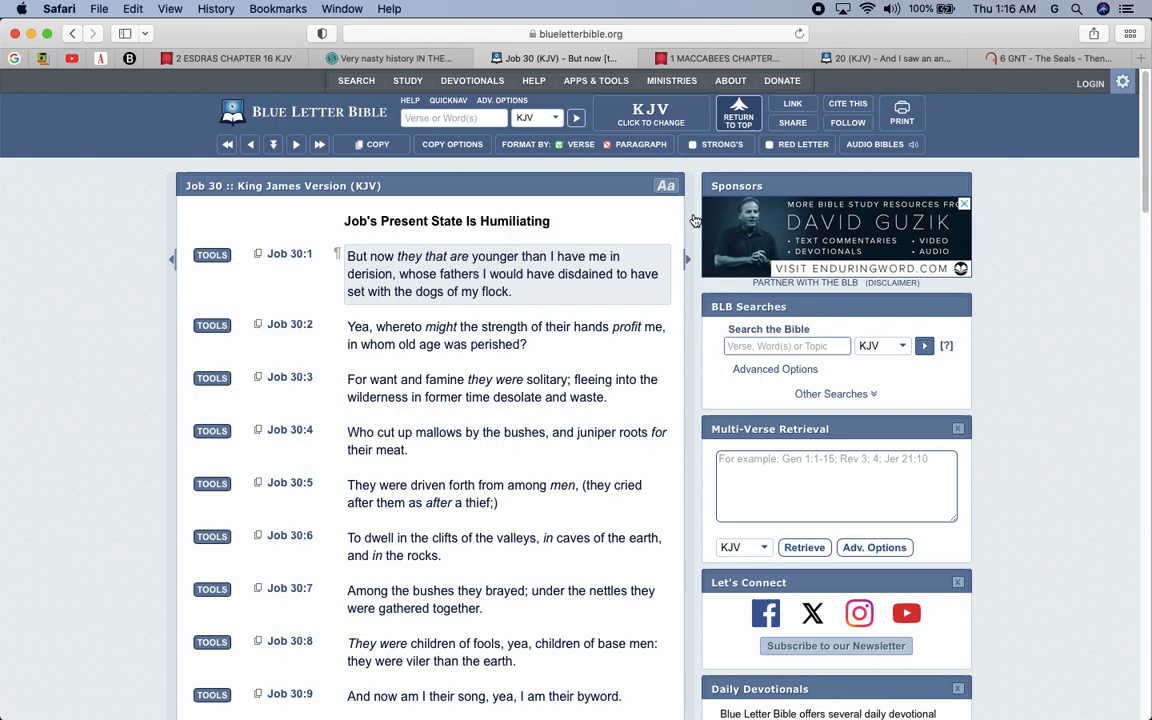 Safari File Edit View History Bookmarks Window Help 100% Thu 1:16 AM G
blueletterbible.org
2 ESDRAS CHAPTER 16 KJV Very nasty history IN THE... Job 30 (KJV) - But now [t... 1 MACCABEES CHAPTER... 20 (KJV) - And I saw an an... 6 GNT - The Seals - Then...
SEARCH STUDY DEVOTIONALS HELP APPS & TOOLS MINISTRIES ABOUT DONATE LOGIN
HELP QUICKNAV ADV. OPTIONS
BLUE LETTER BIBLE
Verse or Word(s) KJV
KJV
CLICK TO CHANGE
RETURN
TO TOP
LINK CITE THIS
SHARE FOLLOW
PRINT
COPY COPY OPTIONS FORMAT BY: VERSE PARAGRAPH STRONG'S RED LETTER AUDIO BIBLES
Job 30 :: King James Version (KJV) Aa
Job's Present State Is Humiliating
TOOLS Job 30:1 ¶ But now they that are younger than I have me in
derision, whose fathers I would have disdained to have
set with the dogs of my flock.
TOOLS Job 30:2 Yea, whereto might the strength of their hands profit me,
in whom old age was perished?
TOOLS Job 30:3 For want and famine they were solitary; fleeing into the
wilderness in former time desolate and waste.
TOOLS Job 30:4 Who cut up mallows by the bushes, and juniper roots for
their meat.
TOOLS Job 30:5 They were driven forth from among men, (they cried
after them as after a thief;)
TOOLS Job 30:6 To dwell in the clifts of the valleys, in caves of the earth,
and in the rocks.
TOOLS Job 30:7 Among the bushes they brayed; under the nettles they
were gathered together.
TOOLS Job 30:8 They were children of fools, yea, children of base men:
they were viler than the earth.
TOOLS Job 30:9 And now am I their song, yea, I am their byword.
Sponsors
MORE BIBLE STUDY RESOURCES FRO
DAVID GUZIK
• TEXT COMMENTARIES • VIDEO
• DEVOTIONALS • AUDIO
VISIT ENDURINGWORD.COM
PARTNER WITH THE BLB (DISCLAIMER)
BLB Searches
Search the Bible
Verse, Word(s) or Topic KJV [?]
Advanced Options
Other Searches
Multi-Verse Retrieval
For example: Gen 1:1-15; Rev 3; 4; Jer 21:10
KJV Retrieve Adv. Options
Let's Connect
Subscribe to our Newsletter
Daily Devotionals
Blue Letter Bible offers several daily devotional